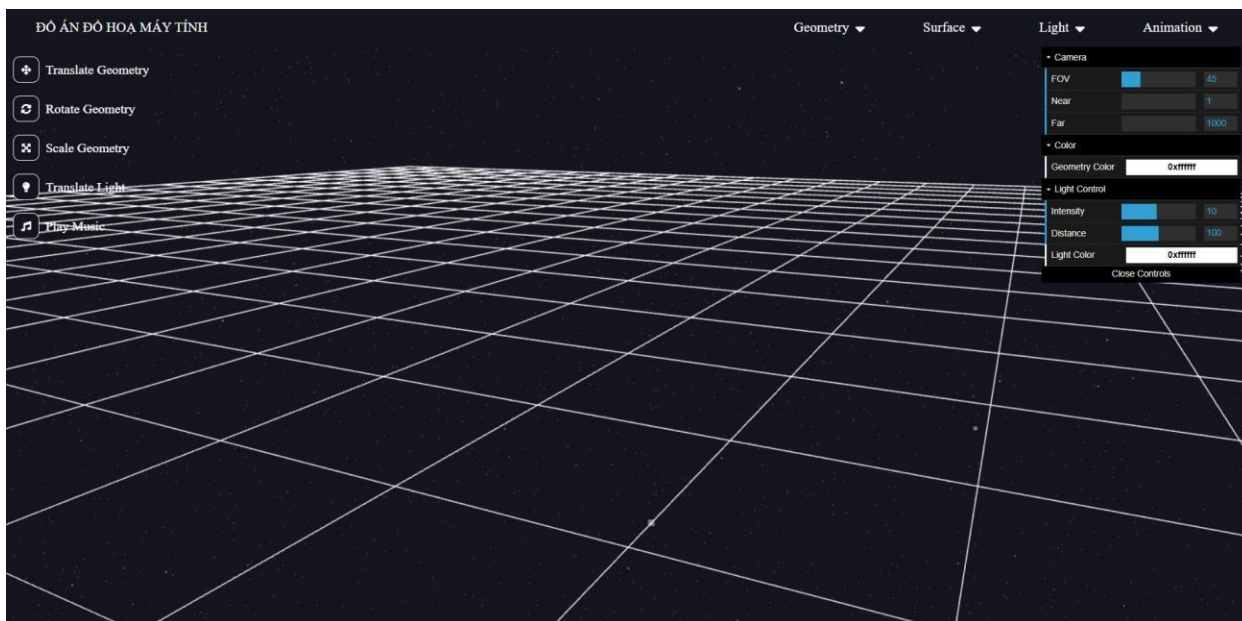 ĐỒ ÁN ĐỒ HOẠ MÁY TÍNH
Geometry
Surface
Light
Animation
Translate Geometry
Rotate Geometry
Scale Geometry
Translate Light
Play Music
Camera
FOV 45
Near 1
Far 1000
Color
Geometry Color 0xffffff
Light Control
Intensity 10
Distance 100
Light Color 0xffffff
Close Controls